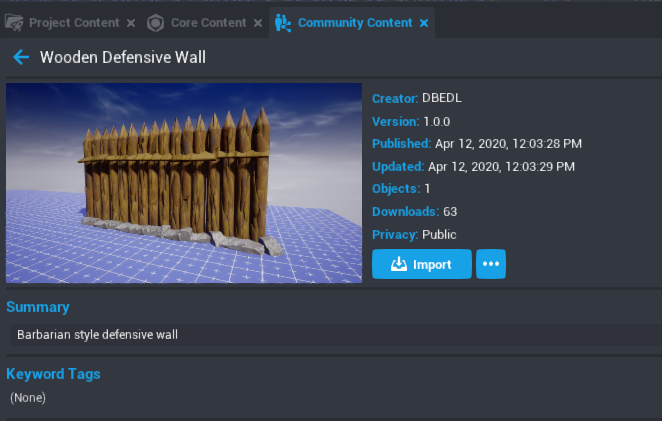 Project Content
Core Content
Community Content
Wooden Defensive Wall
Creator: DBEDL
Version: 1.0.0
Published: Apr 12, 2020, 12:03:28 PM
Updated: Apr 12, 2020, 12:03:29 PM
Objects: 1
Downloads: 63
Privacy: Public
Import
Summary
Barbarian style defensive wall
Keyword Tags
(None)